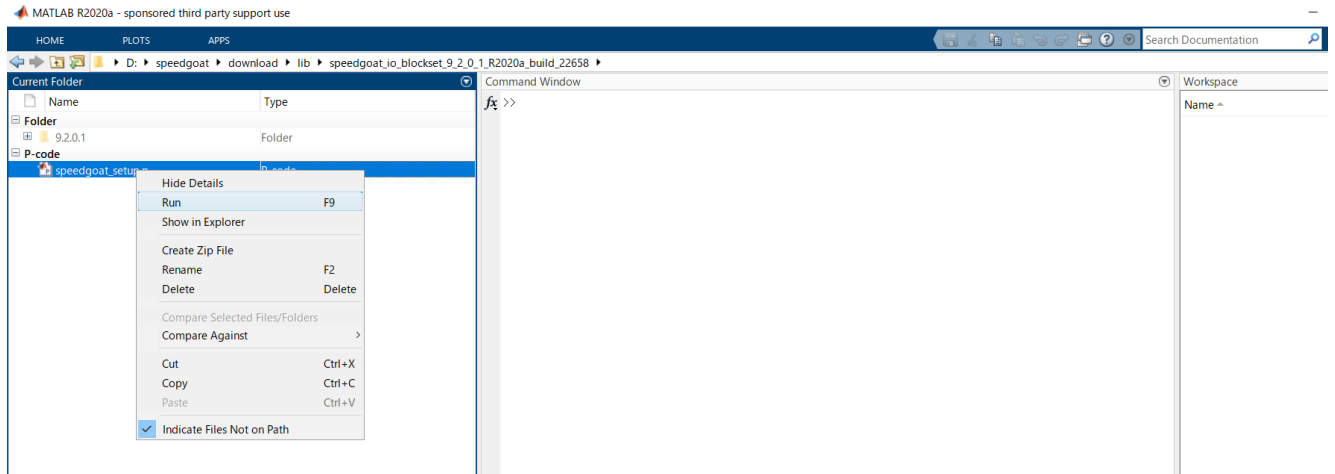 MATLAB R2020a - sponsored third party support use
HOME PLOTS APPS Search Documentation
D: speedgoat download lib speedgoat_io_blockset_9_2_0_1_R2020a_build_22658
Current Folder Command Window Workspace
Name Type fx >> Name
Folder
9.2.0.1 Folder
P-code
speedgoat_setup.p P-code
Hide Details
Run F9
Show in Explorer
Create Zip File
Rename F2
Delete Delete
Compare Selected Files/Folders
Compare Against
Cut Ctrl+X
Copy Ctrl+C
Paste Ctrl+V
Indicate Files Not on Path